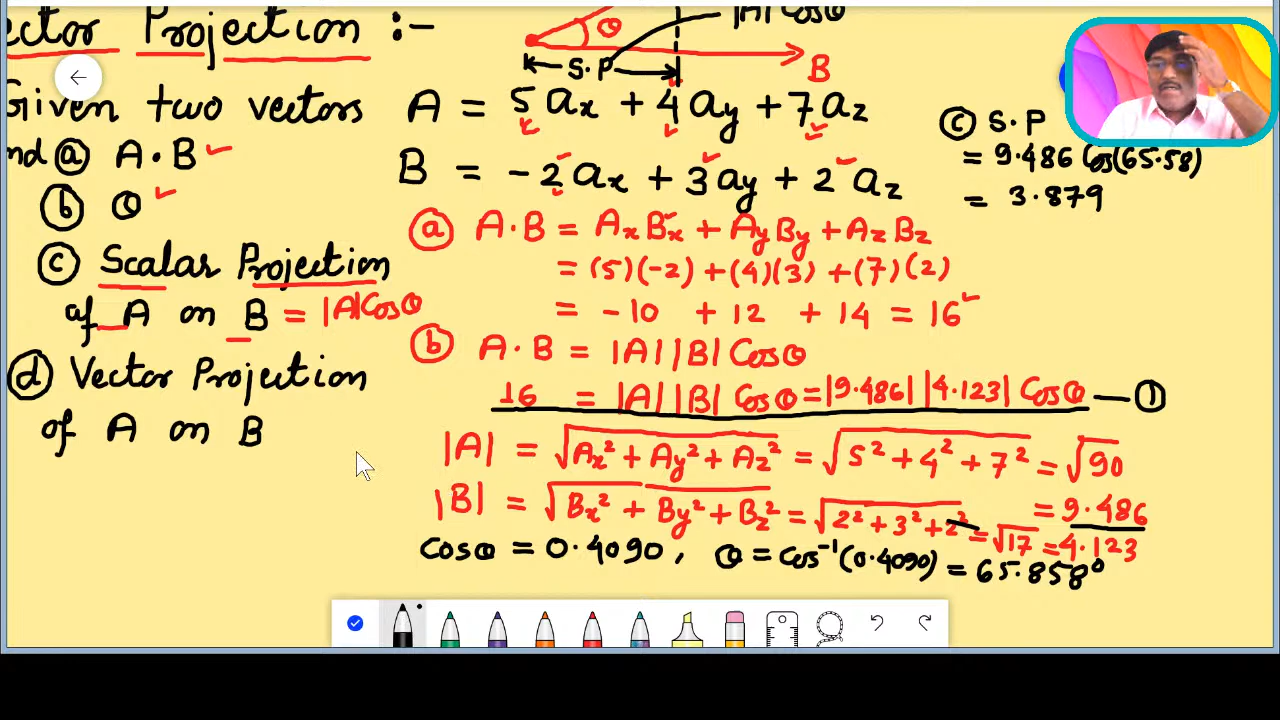 ector Projection :-
θ
|A|Cosθ
S.P
B
Given two vectors
nd ⓐ A·B
ⓑ θ
ⓒ Scalar Projection
of A on B = |A|Cosθ
ⓓ Vector Projection
of A on B
A = 5 ax + 4 ay + 7 az
B = -2 ax + 3 ay + 2 az
ⓐ A·B = AxBx + AyBy + AzBz
= (5)(-2) + (4)(3) + (7)(2)
= -10 + 12 + 14 = 16
ⓑ A·B = |A| |B| Cosθ
16 = |A| |B| Cosθ = |9.486| |4.123| Cosθ — ①
|A| = √Ax² + Ay² + Az² = √5² + 4² + 7² = √90
= 9.486
|B| = √Bx² + By² + Bz² = √2² + 3² + 2² = √17 = 4.123
Cosθ = 0.4090, θ = Cos⁻¹(0.4090) = 65.858°
ⓒ S.P
= 9.486 Cos(65.58)
= 3.879